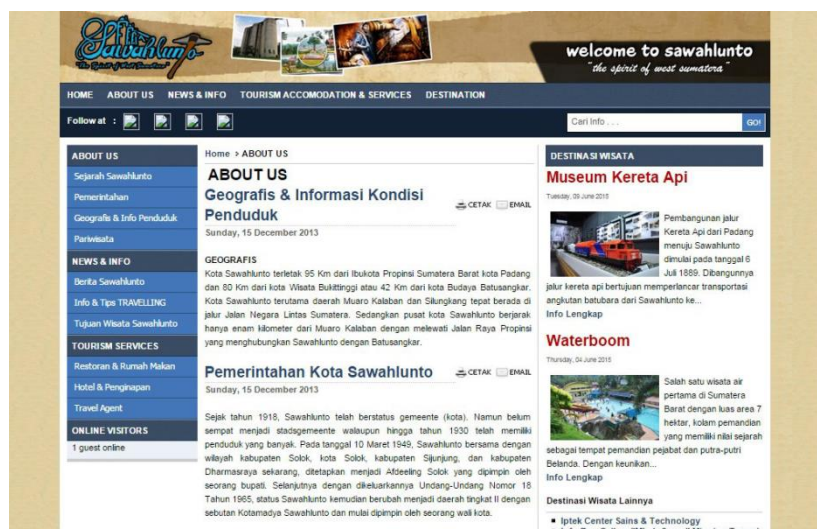 Sawahlunto
welcome to sawahlunto
"the spirit of west sumatera"
HOME ABOUT US NEWS & INFO TOURISM ACCOMODATION & SERVICES DESTINATION
Follow at :
Cari Info . . .
GO!
ABOUT US
Sejarah Sawahlunto
Pemerintahan
Geografis & Info Penduduk
Pariwisata
NEWS & INFO
Berita Sawahlunto
Info & Tips TRAVELLING
Tujuan Wisata Sawahlunto
TOURISM SERVICES
Restoran & Rumah Makan
Hotel & Penginapan
Travel Agent
ONLINE VISITORS
1 guest online
Home > ABOUT US
ABOUT US
Geografis & Informasi Kondisi
Penduduk
CETAK EMAIL
Sunday, 15 December 2013
GEOGRAFIS
Kota Sawahlunto terletak 95 Km dari Ibukota Propinsi Sumatera Barat kota Padang
dan 80 Km dari kota Wisata Bukittinggi atau 42 Km dari kota Budaya Batusangkar.
Kota Sawahlunto terutama daerah Muaro Kalaban dan Silungkang tepat berada di
jalur Jalan Negara Lintas Sumatera. Sedangkan pusat kota Sawahlunto berjarak
hanya enam kilometer dari Muaro Kalaban dengan melewati Jalan Raya Propinsi
yang menghubungkan Sawahlunto dengan Batusangkar.
Pemerintahan Kota Sawahlunto
CETAK EMAIL
Sunday, 15 December 2013
Sejak tahun 1918, Sawahlunto telah berstatus gemeente (kota). Namun belum
sempat menjadi stadsgemeente walaupun hingga tahun 1930 telah memiliki
penduduk yang banyak. Pada tanggal 10 Maret 1949, Sawahlunto bersama dengan
wilayah kabupaten Solok, kota Solok, kabupaten Sijunjung, dan kabupaten
Dharmasraya sekarang, ditetapkan menjadi Afdeeling Solok yang dipimpin oleh
seorang bupati. Selanjutnya dengan dikeluarkannya Undang-Undang Nomor 18
Tahun 1965, status Sawahlunto kemudian berubah menjadi daerah tingkat II dengan
sebutan Kotamadya Sawahlunto dan mulai dipimpin oleh seorang wali kota.
DESTINASI WISATA
Museum Kereta Api
Tuesday, 09 June 2015
Pembangunan jalur
Kereta Api dari Padang
menuju Sawahlunto
dimulai pada tanggal 6
Juli 1889. Dibangunnya
jalur kereta api bertujuan memperlancar transportasi
angkutan batubara dari Sawahlunto ke...
Info Lengkap
Waterboom
Thursday, 04 June 2015
Salah satu wisata air
pertama di Sumatera
Barat dengan luas area 7
hektar, kolam pemandian
yang memiliki nilai sejarah
sebagai tempat pemandian pejabat dan putra-putri
Belanda. Dengan keunikan...
Info Lengkap
Destinasi Wisata Lainnya
Iptek Center Sains & Technology